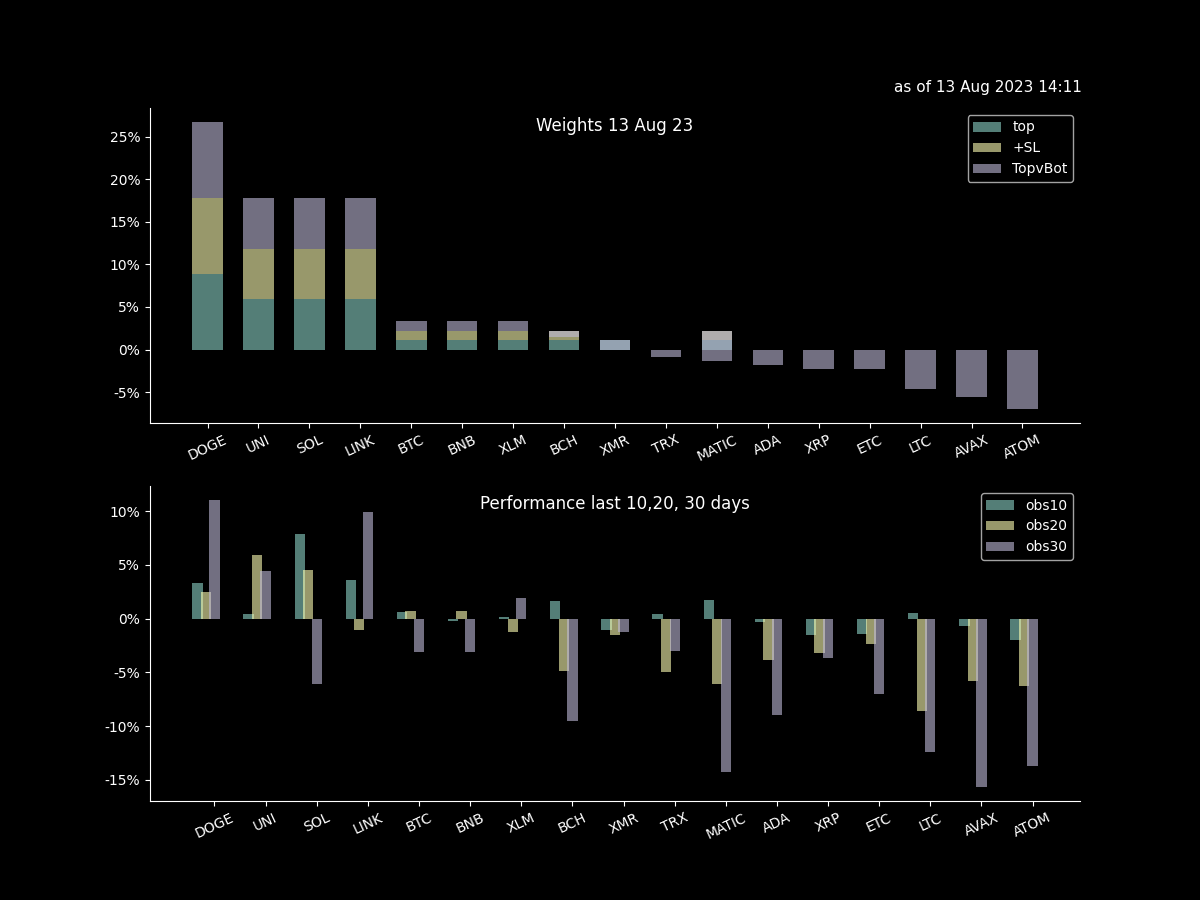 as of 13 Aug 2023 14:11
Weights 13 Aug 23
top
+SL
TopvBot
25%
20%
15%
10%
5%
0%
-5%
DOGE UNI SOL LINK BTC BNB XLM BCH XMR TRX MATIC ADA XRP ETC LTC AVAX ATOM
Performance last 10,20, 30 days
obs10
obs20
obs30
10%
5%
0%
-5%
-10%
-15%
DOGE UNI SOL LINK BTC BNB XLM BCH XMR TRX MATIC ADA XRP ETC LTC AVAX ATOM